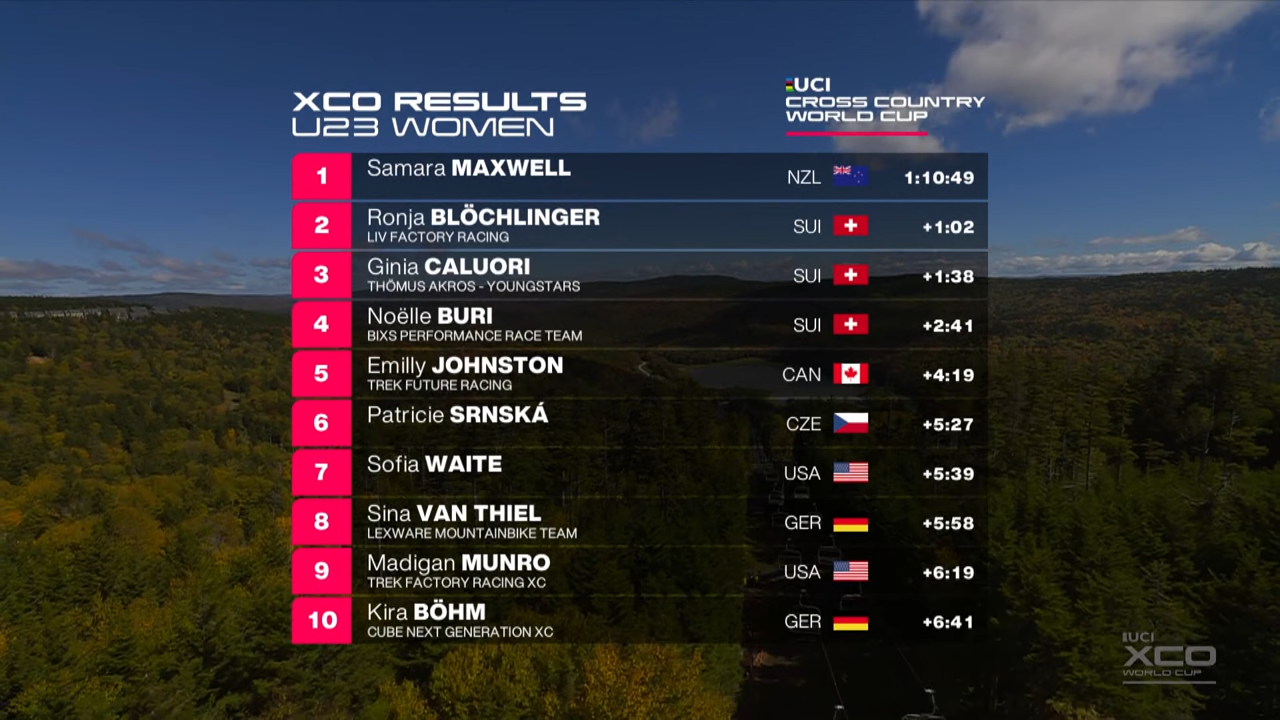 XCO RESULTS
U23 WOMEN
UCI
CROSS COUNTRY
WORLD CUP
1 Samara MAXWELL NZL 1:10:49
2 Ronja BLÖCHLINGER SUI +1:02
LIV FACTORY RACING
3 Ginia CALUORI SUI +1:38
THÖMUS AKROS - YOUNGSTARS
4 Noëlle BURI SUI +2:41
BIXS PERFORMANCE RACE TEAM
5 Emilly JOHNSTON CAN +4:19
TREK FUTURE RACING
6 Patricie SRNSKÁ CZE +5:27
7 Sofia WAITE USA +5:39
8 Sina VAN THIEL GER +5:58
LEXWARE MOUNTAINBIKE TEAM
9 Madigan MUNRO USA +6:19
TREK FACTORY RACING XC
10 Kira BÖHM GER +6:41
CUBE NEXT GENERATION XC
UCI
XCO
WORLD CUP